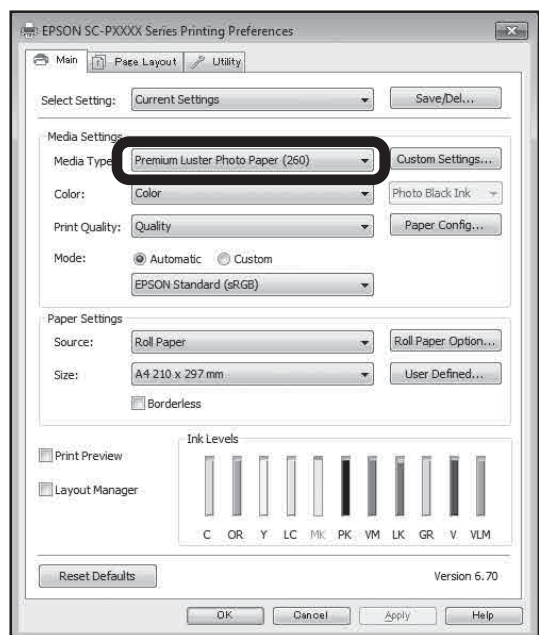 EPSON SC-PXXXX Series Printing Preferences
Main Page Layout Utility
Select Setting: Current Settings Save/Del...
Media Settings
Media Type Premium Luster Photo Paper (260) Custom Settings...
Color: Color Photo Black Ink
Print Quality: Quality Paper Config...
Mode: Automatic Custom
EPSON Standard (sRGB)
Paper Settings
Source: Roll Paper Roll Paper Option...
Size: A4 210 x 297 mm User Defined...
Borderless
Print Preview
Layout Manager
Ink Levels
C OR Y LC MK PK VM LK GR V VLM
Reset Defaults Version 6.70
OK Cancel Apply Help